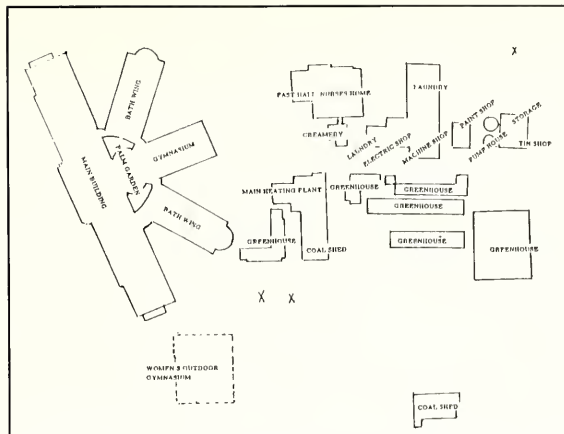 BATH WING
EAST HALL NURSES HOME
LAUNDRY
PAINT SHOP
STORAGE
CREAMERY
LAUNDRY
ELECTRIC SHOP
MACHINE SHOP
PUMP HOUSE
TIN SHOP
GYMNASIUM
PALM GARDEN
MAIN BUILDING
MAIN HEATING PLANT
GREENHOUSE
GREENHOUSE
GREENHOUSE
BATH WING
GREENHOUSE
COAL SHED
GREENHOUSE
GREENHOUSE
X
X X
WOMEN S OUTDOOR
GYMNASIUM
COAL SHED